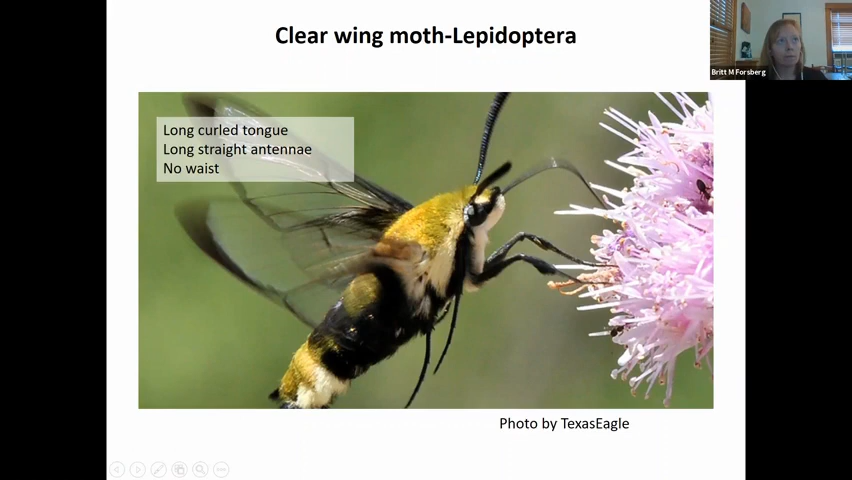 Clear wing moth-Lepidoptera
Britt M Forsberg
Long curled tongue
Long straight antennae
No waist
Photo by TexasEagle